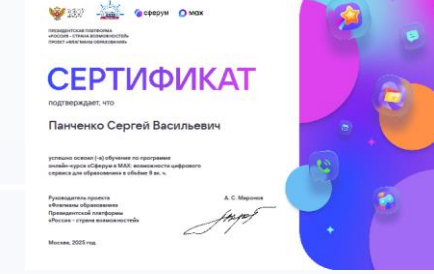 сферум
max
ПРЕЗИДЕНТСКАЯ ПЛАТФОРМА
«РОССИЯ – СТРАНА ВОЗМОЖНОСТЕЙ»
ПРОЕКТ «ФЛАГМАНЫ ОБРАЗОВАНИЯ»
СЕРТИФИКАТ
подтверждает, что
Панченко Сергей Васильевич
успешно освоил (-а) обучение по программе
онлайн-курса «Сферум в MAX: возможности цифрового
сервиса для образования» в объёме 8 ак. ч.
Руководитель проекта
«Флагманы образования»
Президентской платформы
«Россия – страна возможностей»
А. С. Миронов
Москва, 2025 год